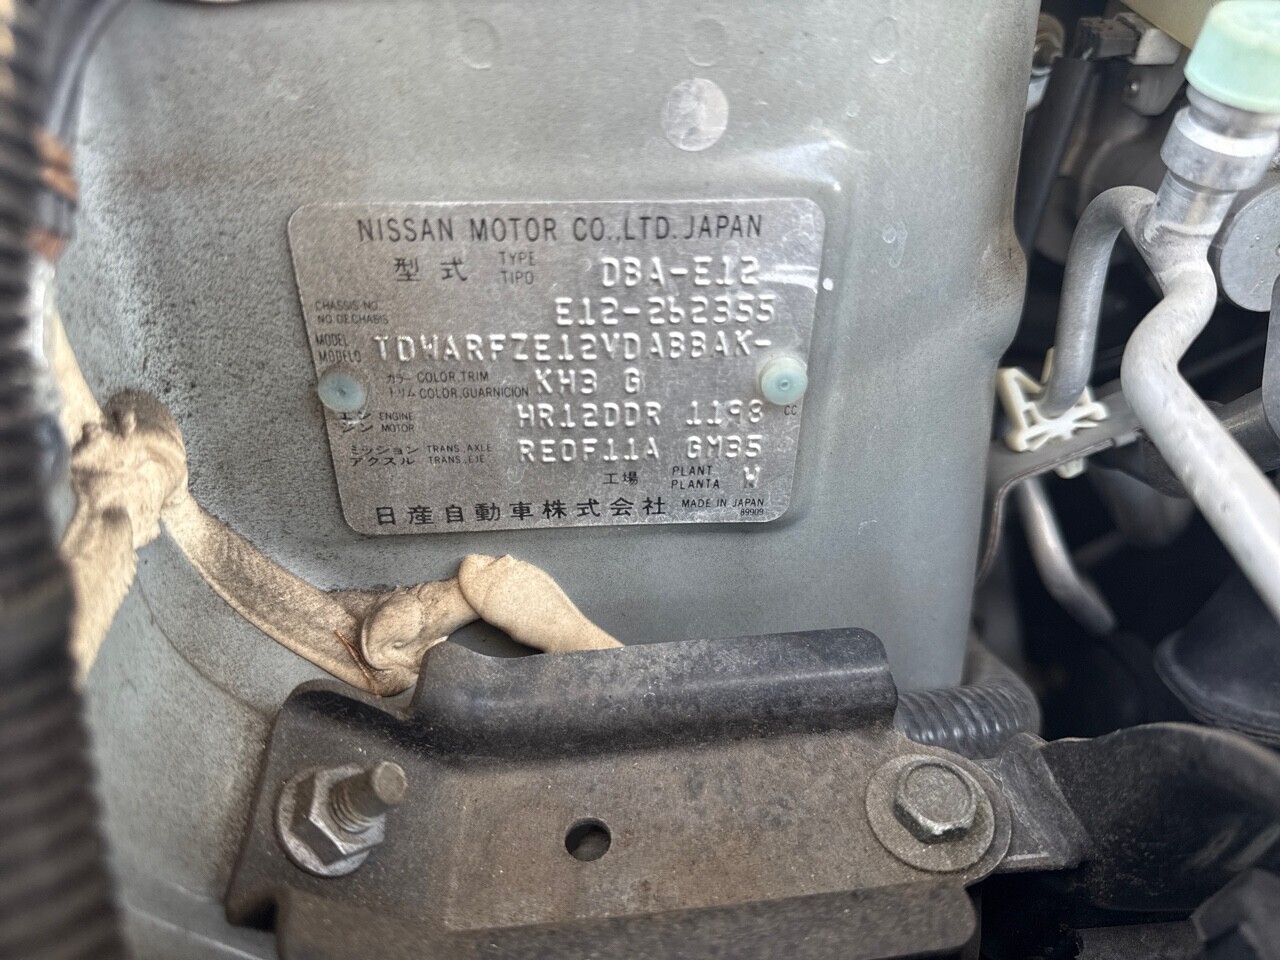 NISSAN MOTOR CO.,LTD. JAPAN
型式 TYPE TIPO DBA-E12
CHASSIS NO. NO. DE CHASIS E12-262355
MODEL MODELO TDWARFZE12VDABBAK-
カラー COLOR,TRIM トリム COLOR,GUARNICION KH3 G
エンジン ENGINE MOTOR HR12DDR 1198 CC
ミッション TRANS.,AXLE アクスル TRANS.,EJE RE0F11A GM35
工場 PLANT PLANTA W
日産自動車株式会社 MADE IN JAPAN
89909